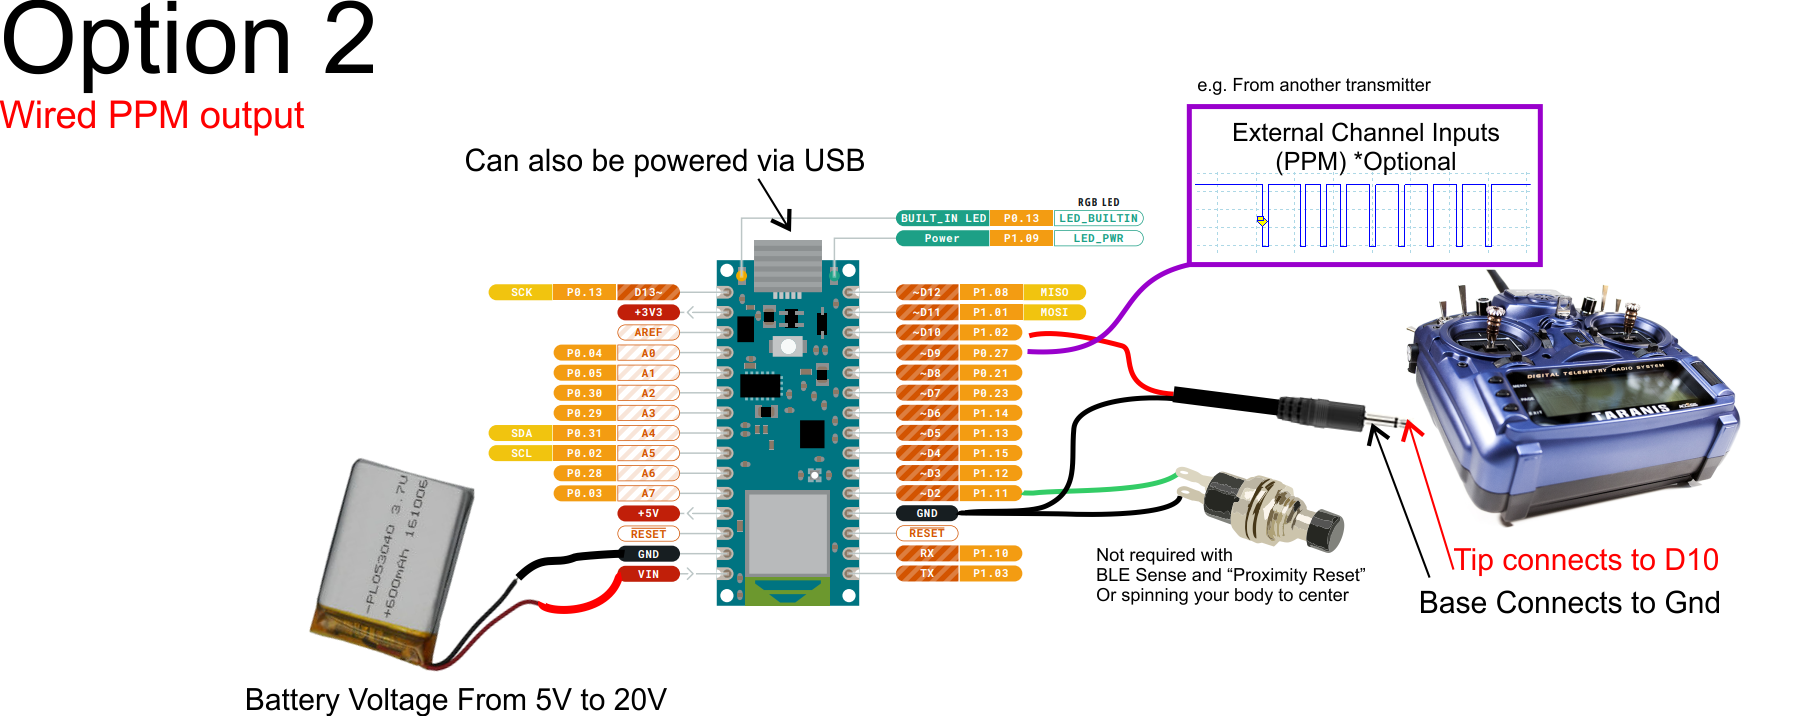 Option 2
Wired PPM output
e.g. From another transmitter
External Channel Inputs
(PPM) *Optional
Can also be powered via USB
RGB LED
BUILT_IN LED P0.13 LED_BUILTIN
Power P1.09 LED_PWR
SCK P0.13 D13~
+3V3
AREF
P0.04 A0
P0.05 A1
P0.30 A2
P0.29 A3
SDA P0.31 A4
SCL P0.02 A5
P0.28 A6
P0.03 A7
+5V
RESET
GND
VIN
~D12 P1.08 MISO
~D11 P1.01 MOSI
~D10 P1.02
~D9 P0.27
~D8 P0.21
~D7 P0.23
~D6 P1.14
~D5 P1.13
~D4 P1.15
~D3 P1.12
~D2 P1.11
GND
RESET
RX P1.10
TX P1.03
DIGITAL TELEMETRY RADIO SYSTEM
MENU
PAGE
EXIT
TARANIS
-PL053040 3.7V
+600mAh 161006
Not required with
BLE Sense and “Proximity Reset”
Or spinning your body to center
Tip connects to D10
Base Connects to Gnd
Battery Voltage From 5V to 20V